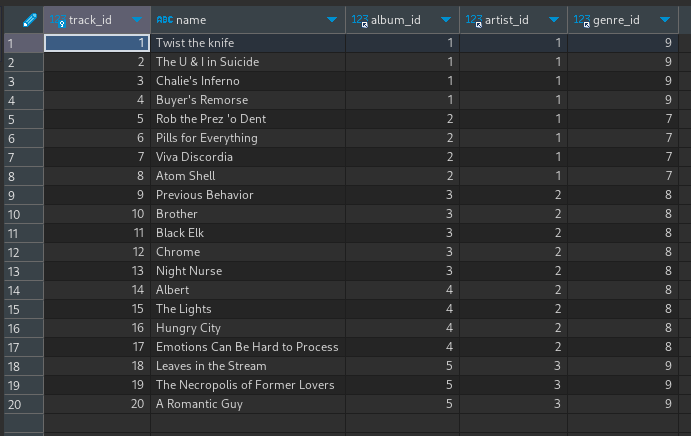 123 track_id ABC name 123 album_id 123 artist_id 123 genre_id
1 1 Twist the knife 1 1 9
2 2 The U & I in Suicide 1 1 9
3 3 Chalie's Inferno 1 1 9
4 4 Buyer's Remorse 1 1 9
5 5 Rob the Prez 'o Dent 2 1 7
6 6 Pills for Everything 2 1 7
7 7 Viva Discordia 2 1 7
8 8 Atom Shell 2 1 7
9 9 Previous Behavior 3 2 8
10 10 Brother 3 2 8
11 11 Black Elk 3 2 8
12 12 Chrome 3 2 8
13 13 Night Nurse 3 2 8
14 14 Albert 4 2 8
15 15 The Lights 4 2 8
16 16 Hungry City 4 2 8
17 17 Emotions Can Be Hard to Process 4 2 8
18 18 Leaves in the Stream 5 3 9
19 19 The Necropolis of Former Lovers 5 3 9
20 20 A Romantic Guy 5 3 9